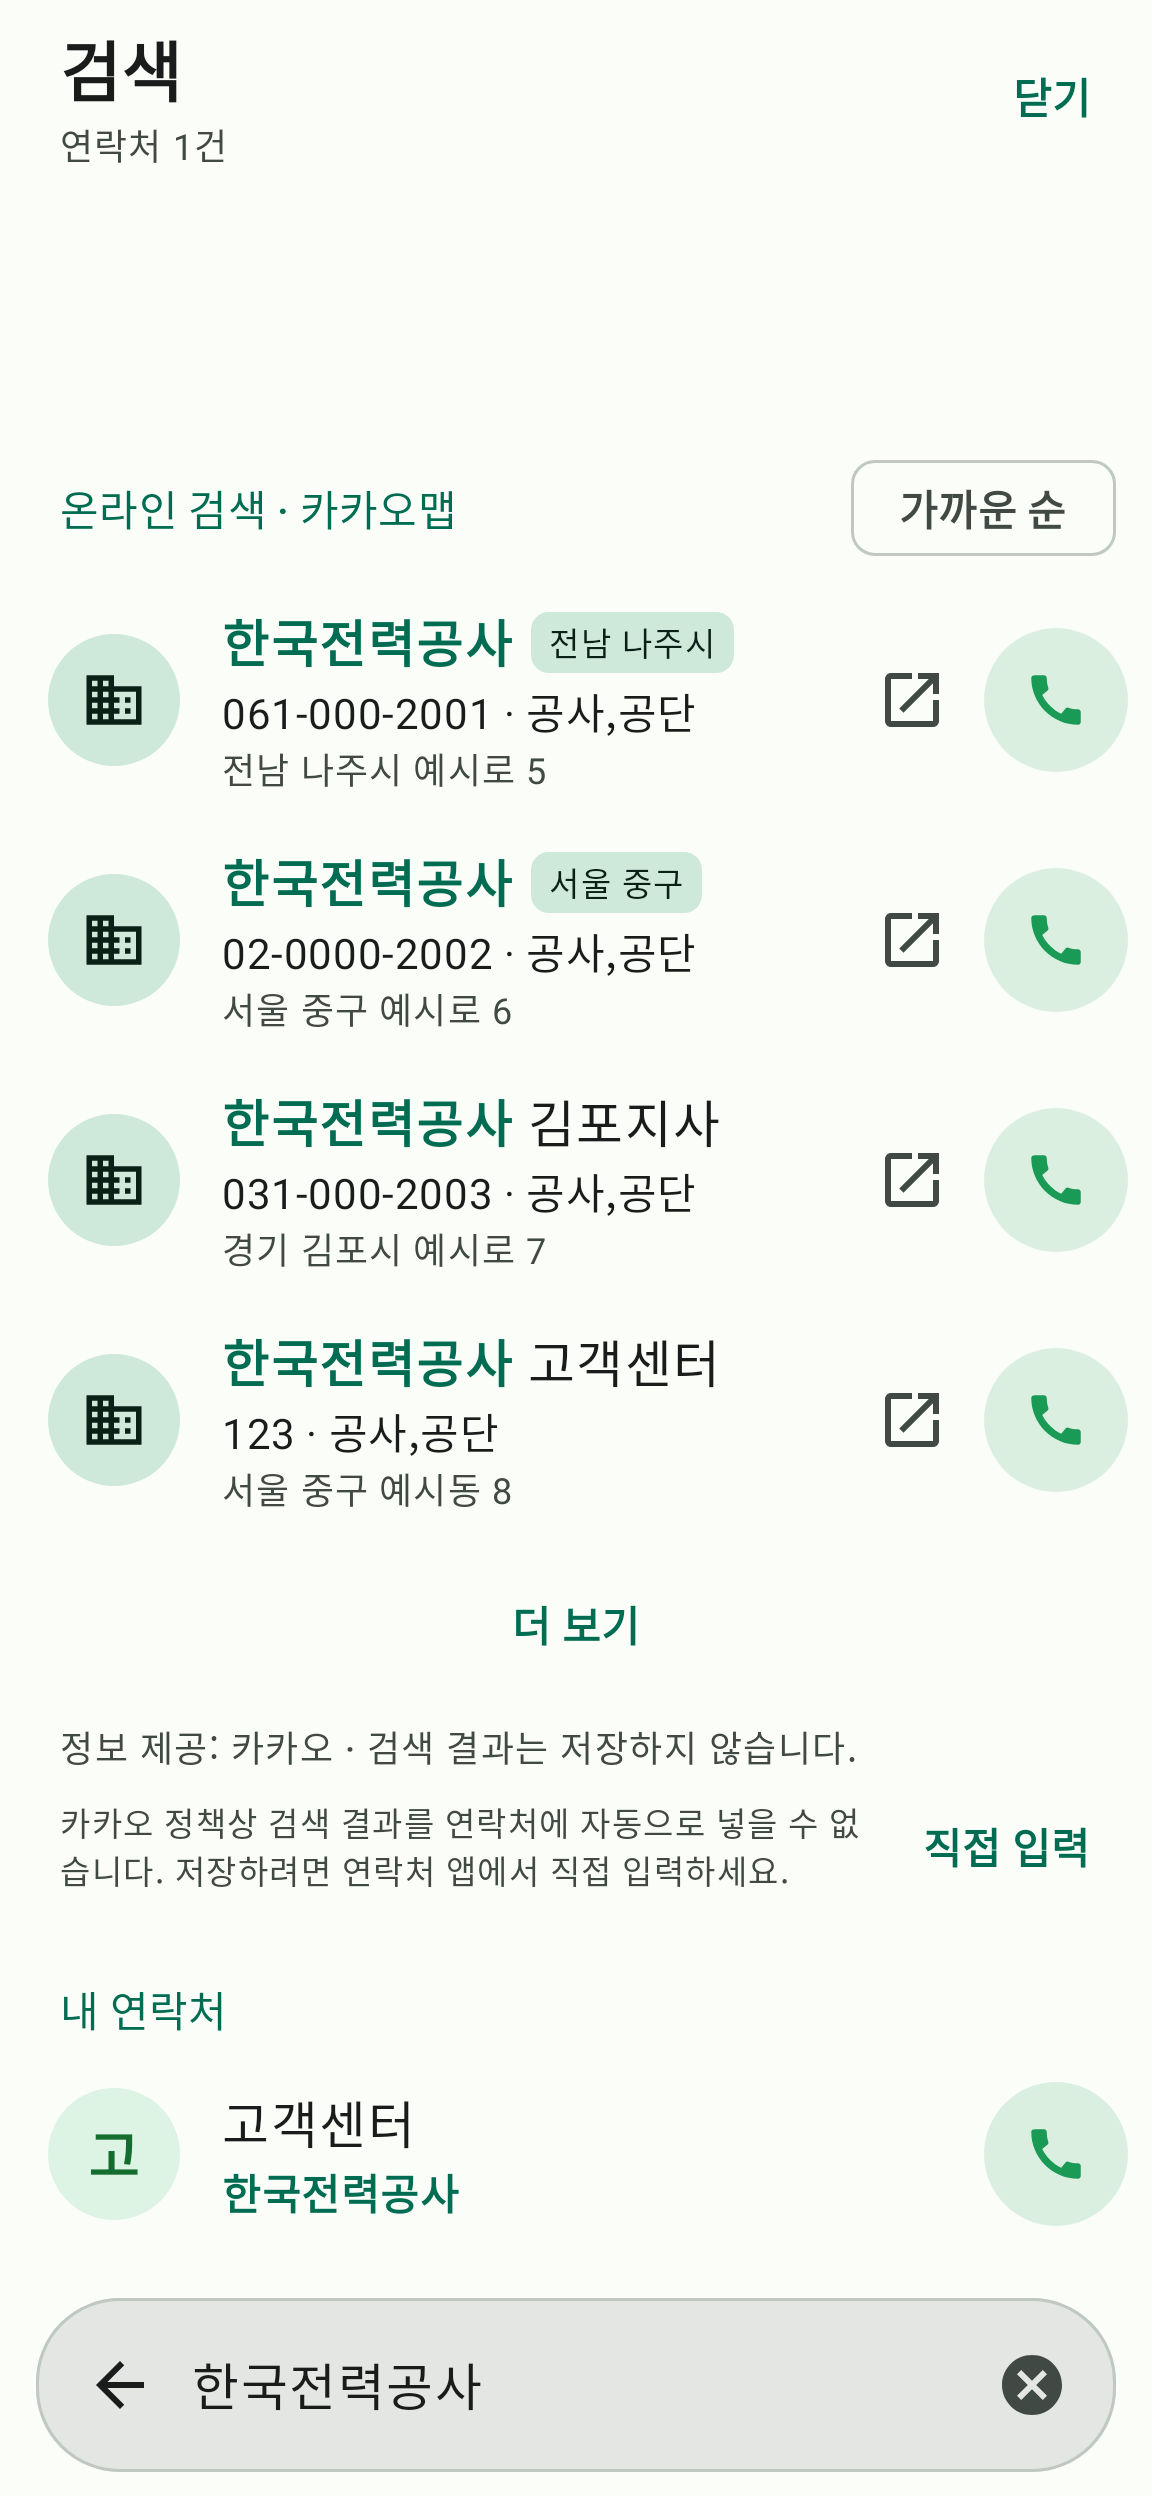 검색
닫기
연락처 1건
온라인 검색 · 카카오맵
가까운 순
한국전력공사 전남 나주시
061-000-2001 · 공사,공단
전남 나주시 예시로 5
한국전력공사 서울 중구
02-0000-2002 · 공사,공단
서울 중구 예시로 6
한국전력공사 김포지사
031-000-2003 · 공사,공단
경기 김포시 예시로 7
한국전력공사 고객센터
123 · 공사,공단
서울 중구 예시동 8
더 보기
정보 제공: 카카오 · 검색 결과는 저장하지 않습니다.
카카오 정책상 검색 결과를 연락처에 자동으로 넣을 수 없
습니다. 저장하려면 연락처 앱에서 직접 입력하세요.
직접 입력
내 연락처
고
고객센터
한국전력공사
한국전력공사